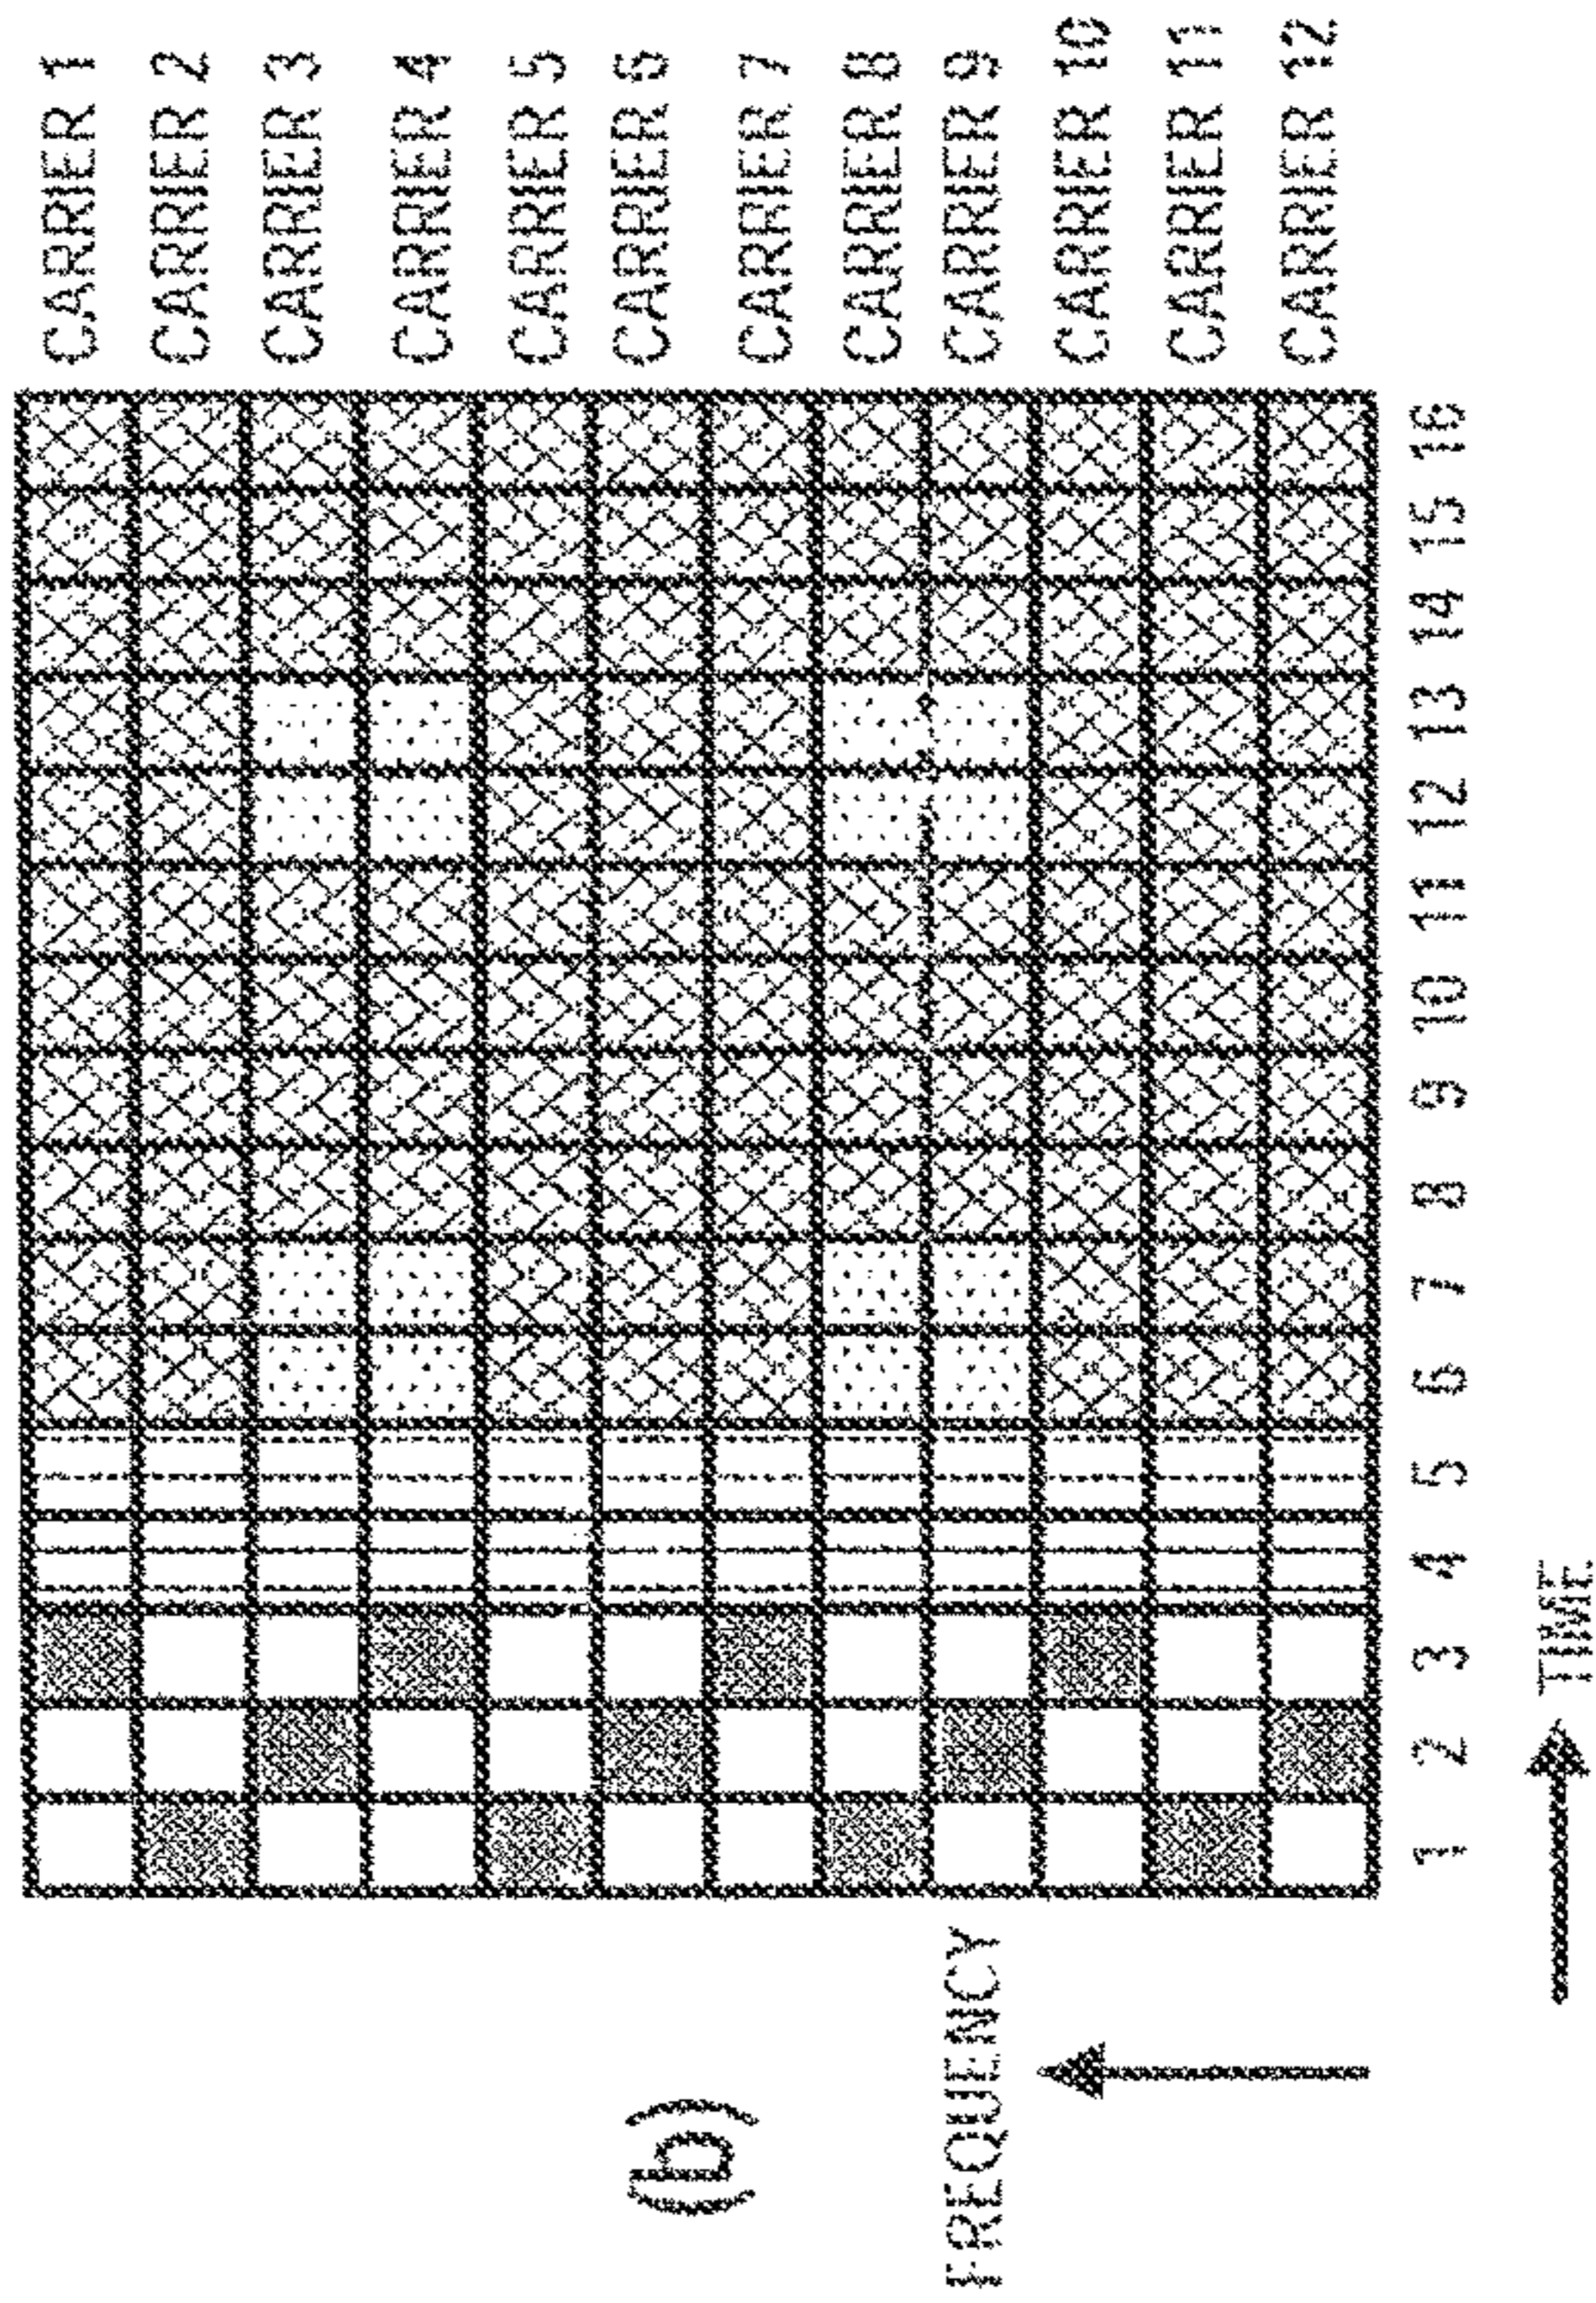 (b)
FREQUENCY
CARRIER 1
CARRIER 2
CARRIER 3
CARRIER 4
CARRIER 5
CARRIER 6
CARRIER 7
CARRIER 8
CARRIER 9
CARRIER 10
CARRIER 11
CARRIER 12
1 2 3 4 5 6 7 8 9 10 11 12 13 14 15 16
TIME